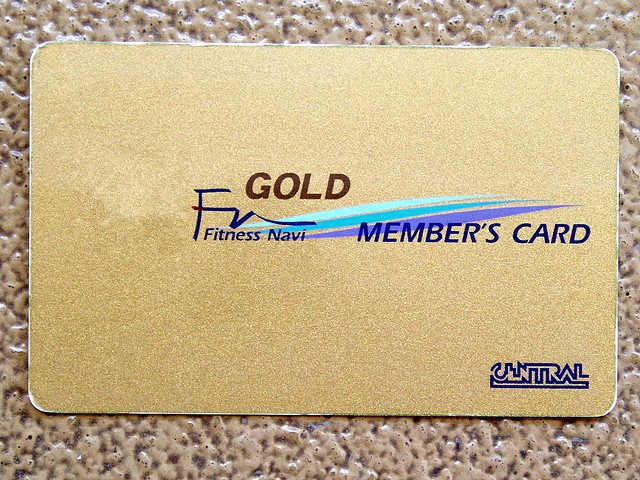 GOLD
Fitness Navi
MEMBER'S CARD
CENTRAL